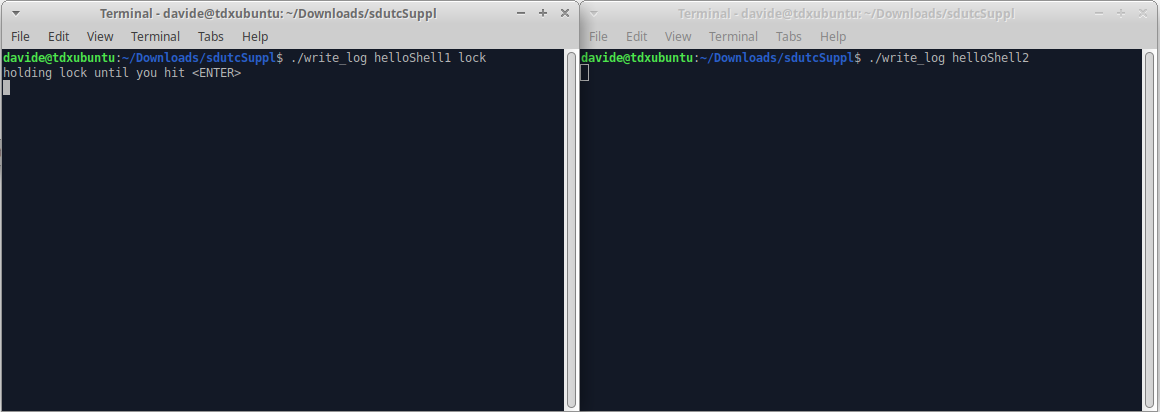 Terminal - davide@tdxubuntu: ~/Downloads/sdutcSuppl
File Edit View Terminal Tabs Help
davide@tdxubuntu:~/Downloads/sdutcSuppl$ ./write_log helloShell1 lock
holding lock until you hit <ENTER>
Terminal - davide@tdxubuntu: ~/Downloads/sdutcSuppl
File Edit View Terminal Tabs Help
davide@tdxubuntu:~/Downloads/sdutcSuppl$ ./write_log helloShell2